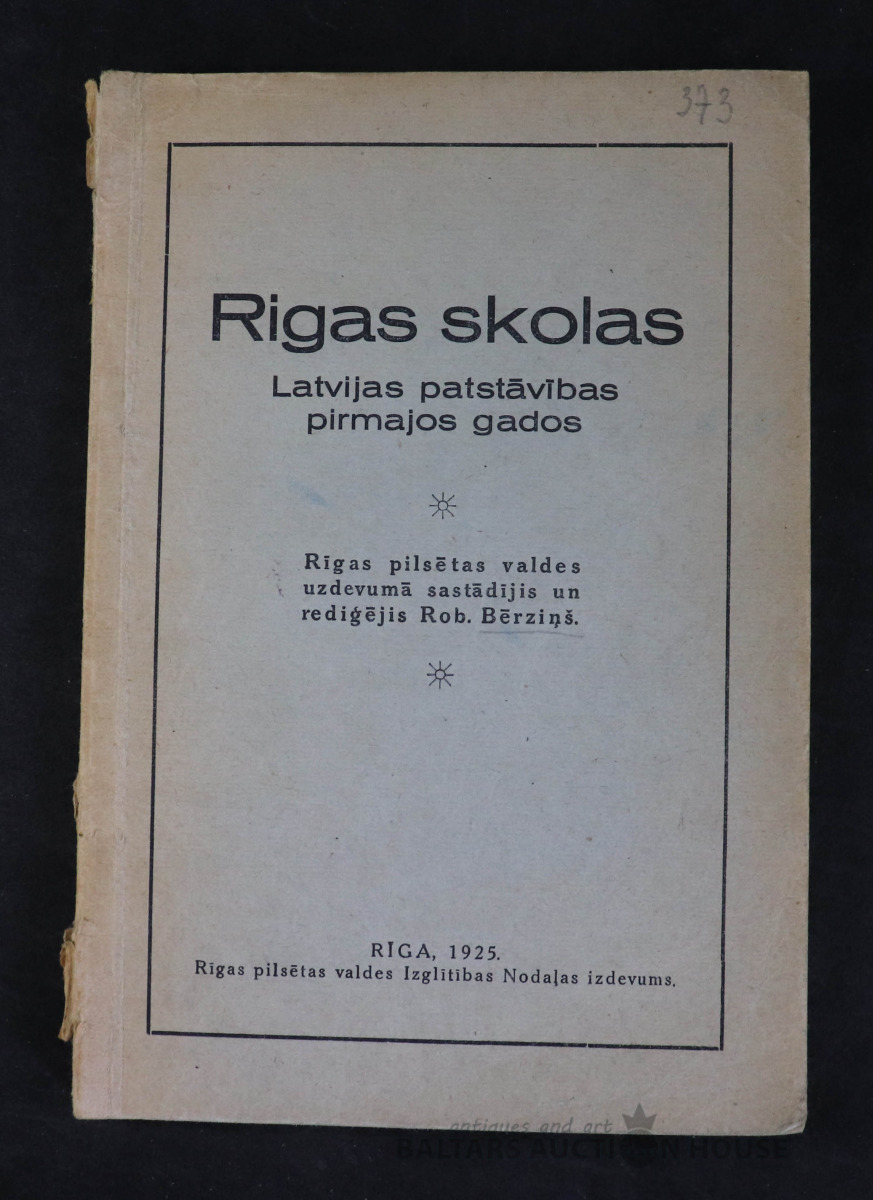 373
Rigas skolas
Latvijas patstāvības
pirmajos gados
Rīgas pilsētas valdes
uzdevumā sastādījis un
rediģējis Rob. Bērziņš.
RĪGA, 1925.
Rīgas pilsētas valdes Izglītības Nodaļas izdevums.
antiques and art
BALTARS AUCTION HOUSE